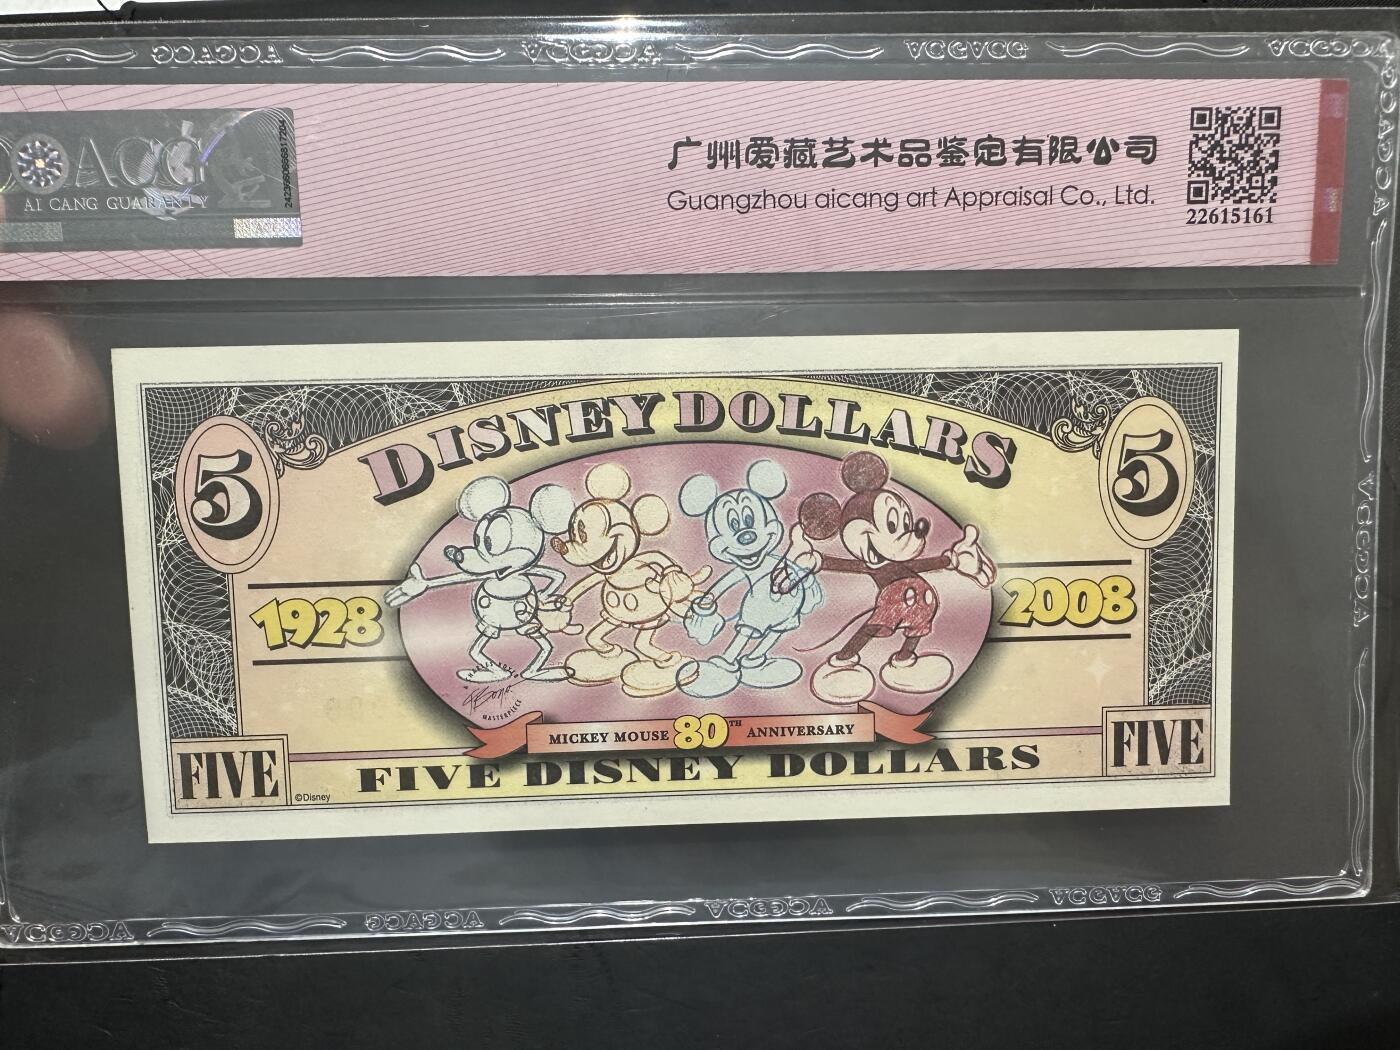 ACG
AI CANG GUARANTY
广州爱藏艺术品鉴定有限公司
Guangzhou aicang art Appraisal Co., Ltd.
22615161
DISNEY DOLLARS
5
5
1928
2008
MASTERPIECE
MICKEY MOUSE 80TH ANNIVERSARY
FIVE
FIVE DISNEY DOLLARS
FIVE
©Disney